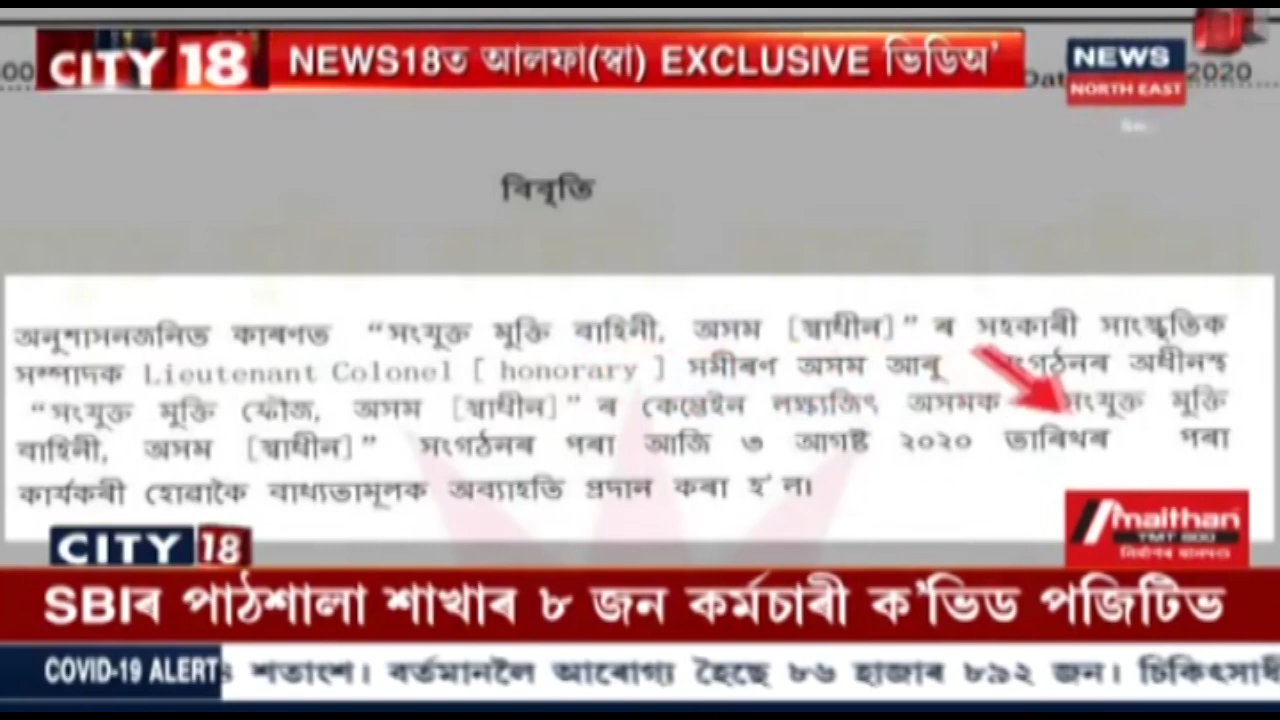 CITY 18 NEWS18ত আলফা(স্বা) EXCLUSIVE ভিডিঅ'
NEWS
NORTH EAST
2020
বিবৃতি
অনুশাসনজনিত কাৰণত “সংযুক্ত মুক্তি বাহিনী, অসম [স্বাধীন]” ৰ সহকাৰী সাংস্কৃতিক
সম্পাদক Lieutenant Colonel [ honorary ] সমীৰণ অসম আৰু সংগঠনৰ অধীনস্থ
“সংযুক্ত মুক্তি ফৌজ, অসম [স্বাধীন]” ৰ কেপ্তেইন লক্ষ্যজিৎ অসমক সংযুক্ত মুক্তি
বাহিনী, অসম [স্বাধীন]” সংগঠনৰ পৰা আজি ৩ আগষ্ট ২০২০ তাৰিখৰ পৰা
কাৰ্যকৰী হোৱাকৈ বাধ্যতামূলক অব্যাহতি প্ৰদান কৰা হ'ল।
maithan
TMT 600
CITY 18
SBIৰ পাঠশালা শাখাৰ ৮ জন কৰ্মচাৰী ক'ভিড পজিটিভ
COVID-19 ALERT শতাংশ। বৰ্তমানলৈ আৰোগ্য হৈছে ৮৬ হাজাৰ ৮৯২ জন।